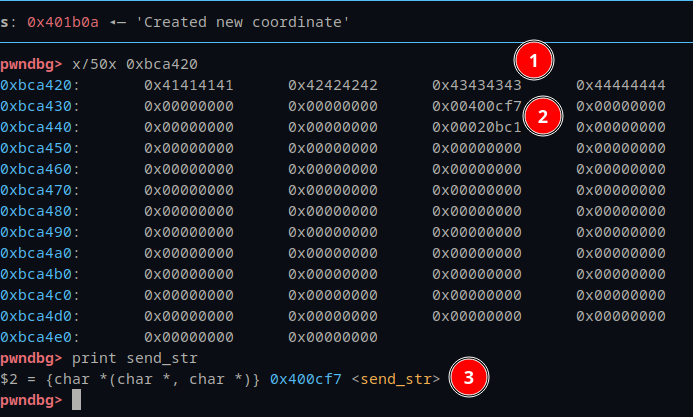 s: 0x401b0a ◂— 'Created new coordinate'
pwndbg> x/50x 0xbca420
1
0xbca420: 0x41414141 0x42424242 0x43434343 0x44444444
0xbca430: 0x00000000 0x00000000 0x00400cf7 0x00000000
2
0xbca440: 0x00000000 0x00000000 0x00020bc1 0x00000000
0xbca450: 0x00000000 0x00000000 0x00000000 0x00000000
0xbca460: 0x00000000 0x00000000 0x00000000 0x00000000
0xbca470: 0x00000000 0x00000000 0x00000000 0x00000000
0xbca480: 0x00000000 0x00000000 0x00000000 0x00000000
0xbca490: 0x00000000 0x00000000 0x00000000 0x00000000
0xbca4a0: 0x00000000 0x00000000 0x00000000 0x00000000
0xbca4b0: 0x00000000 0x00000000 0x00000000 0x00000000
0xbca4c0: 0x00000000 0x00000000 0x00000000 0x00000000
0xbca4d0: 0x00000000 0x00000000 0x00000000 0x00000000
0xbca4e0: 0x00000000 0x00000000
pwndbg> print send_str
$2 = {char *(char *, char *)} 0x400cf7 <send_str>
3
pwndbg>